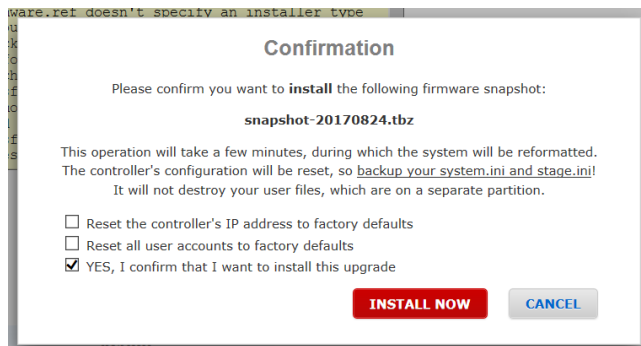 ware.ref doesn't specify an installer type
Confirmation
Please confirm you want to install the following firmware snapshot:
snapshot-20170824.tbz
This operation will take a few minutes, during which the system will be reformatted.
The controller's configuration will be reset, so backup your system.ini and stage.ini!
It will not destroy your user files, which are on a separate partition.
Reset the controller's IP address to factory defaults
Reset all user accounts to factory defaults
YES, I confirm that I want to install this upgrade
INSTALL NOW
CANCEL